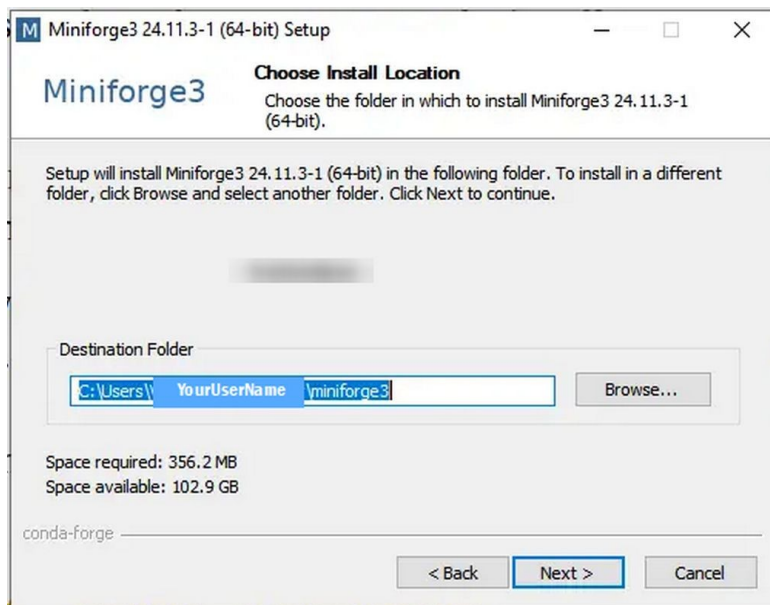 M Miniforge3 24.11.3-1 (64-bit) Setup
Miniforge3
Choose Install Location
Choose the folder in which to install Miniforge3 24.11.3-1
(64-bit).
Setup will install Miniforge3 24.11.3-1 (64-bit) in the following folder. To install in a different
folder, click Browse and select another folder. Click Next to continue.
Destination Folder
C:\Users\ YourUserName \miniforge3
Browse...
Space required: 356.2 MB
Space available: 102.9 GB
conda-forge
< Back
Next >
Cancel